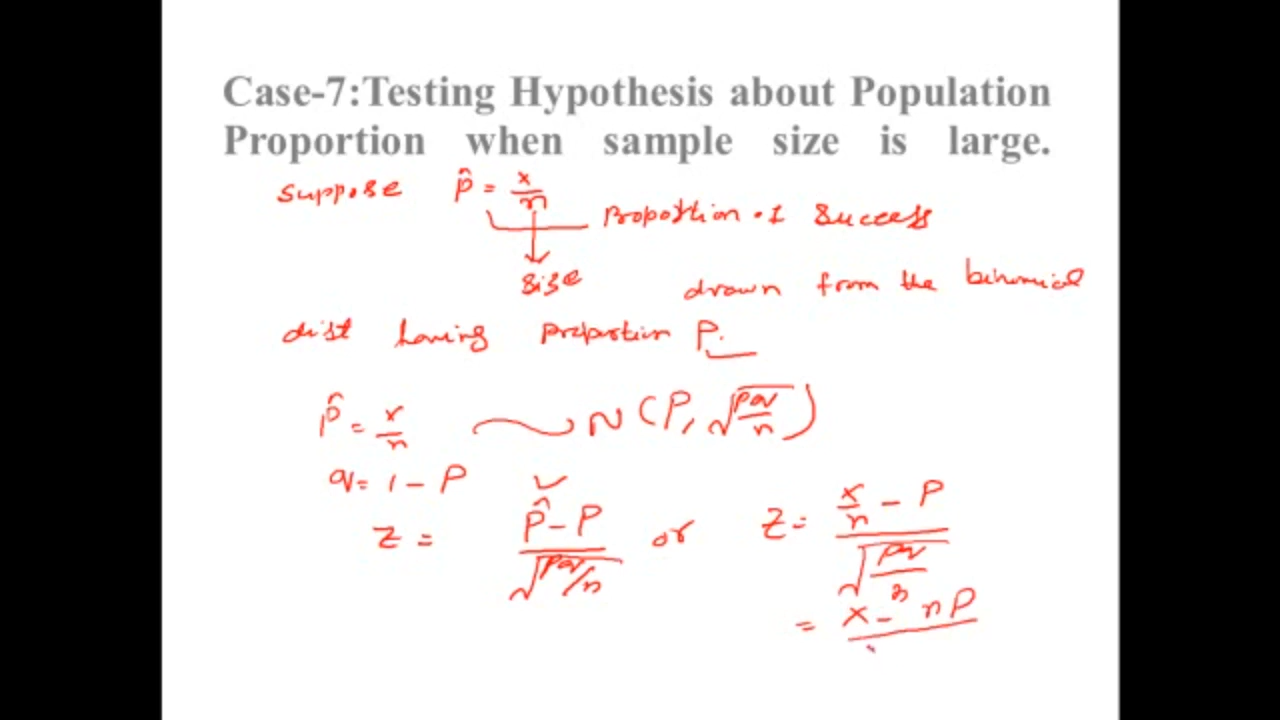 Case-7:Testing Hypothesis about Population
Proportion when sample size is large.
suppose p̂ = x/n Proportion of Success
size drawn from the binomial
dist having proportion P.
p̂ = x/n ~ N(P, √(pq/n))
q = 1 - P
z = (p̂ - P)/√(pq/n) or z = (x/n - P)/√(pq/n)
= x - nP